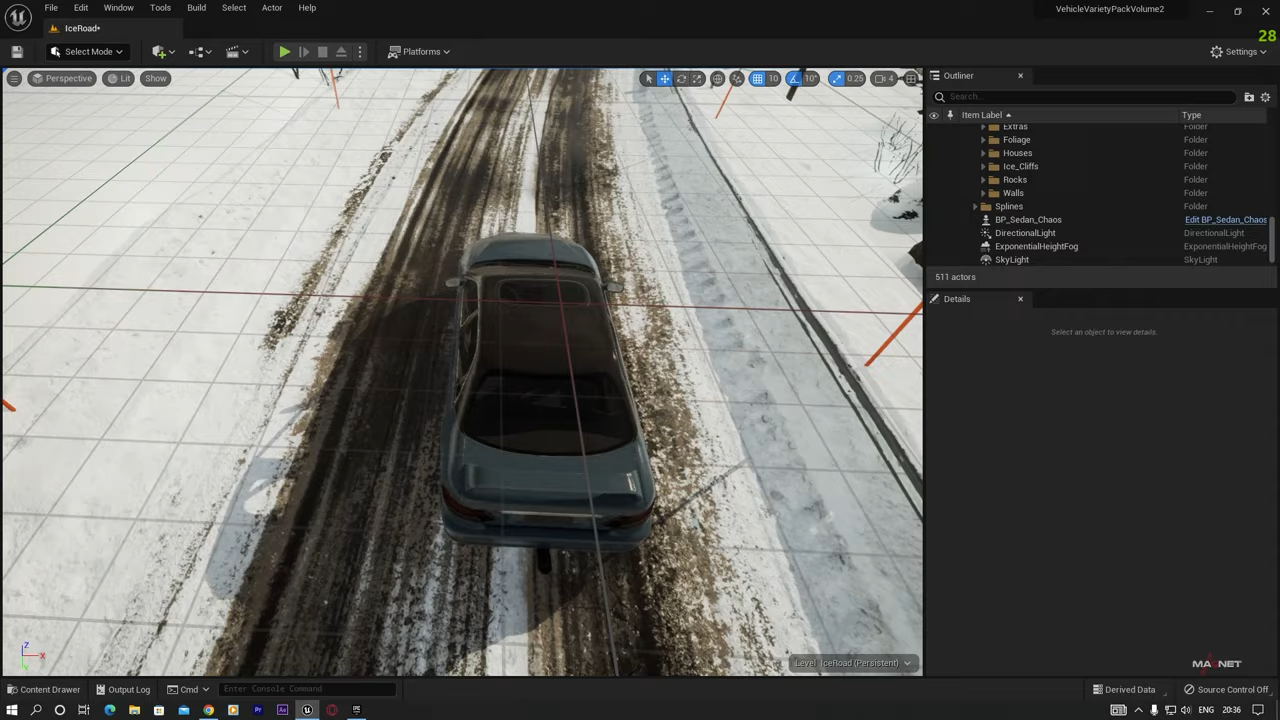 File Edit Window Tools Build Select Actor Help
VehicleVarietyPackVolume2
IceRoad*
28
Select Mode
Platforms
Settings
Perspective Lit Show
10 10° 0.25 4
Outliner
Search...
Item Label Type
Extras Folder
Foliage Folder
Houses Folder
Ice_Cliffs Folder
Rocks Folder
Walls Folder
Splines Folder
BP_Sedan_Chaos Edit BP_Sedan_Chaos
DirectionalLight DirectionalLight
ExponentialHeightFog ExponentialHeightFog
SkyLight SkyLight
511 actors
Details
Select an object to view details.
Z
X
Level: IceRoad (Persistent)
MAGNET
Content Drawer Output Log Cmd Enter Console Command
Derived Data Source Control Off
ENG 20:36